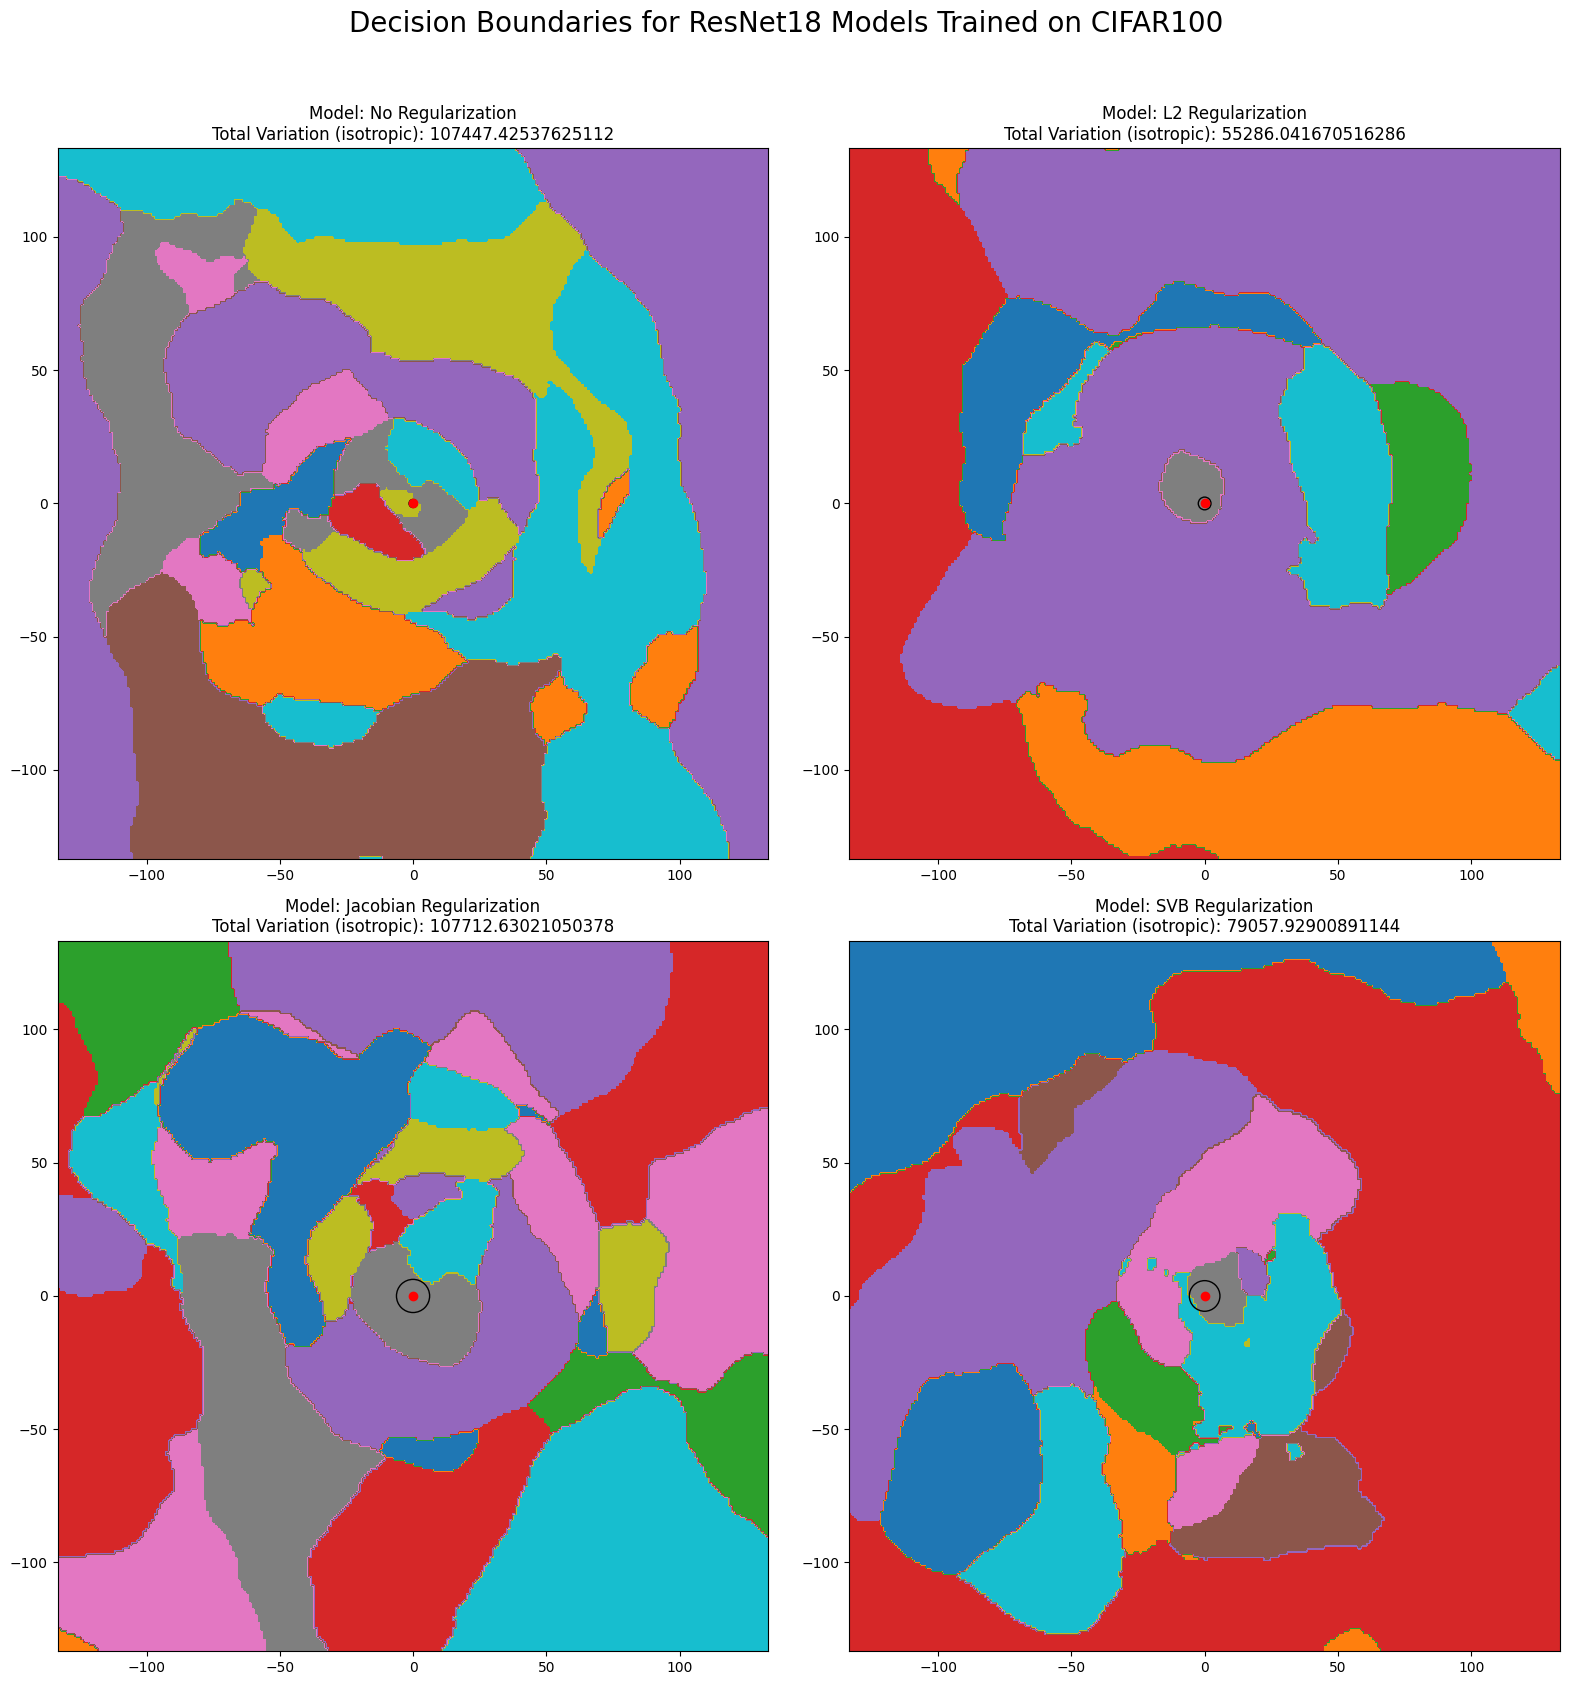 Decision Boundaries for ResNet18 Models Trained on CIFAR100
Model: No Regularization
Total Variation (isotropic): 107447.42537625112
100
50
0
−50
−100
−100 −50 0 50 100
Model: L2 Regularization
Total Variation (isotropic): 55286.041670516286
100
50
0
−50
−100
−100 −50 0 50 100
Model: Jacobian Regularization
Total Variation (isotropic): 107712.63021050378
100
50
0
−50
−100
−100 −50 0 50 100
Model: SVB Regularization
Total Variation (isotropic): 79057.92900891144
100
50
0
−50
−100
−100 −50 0 50 100